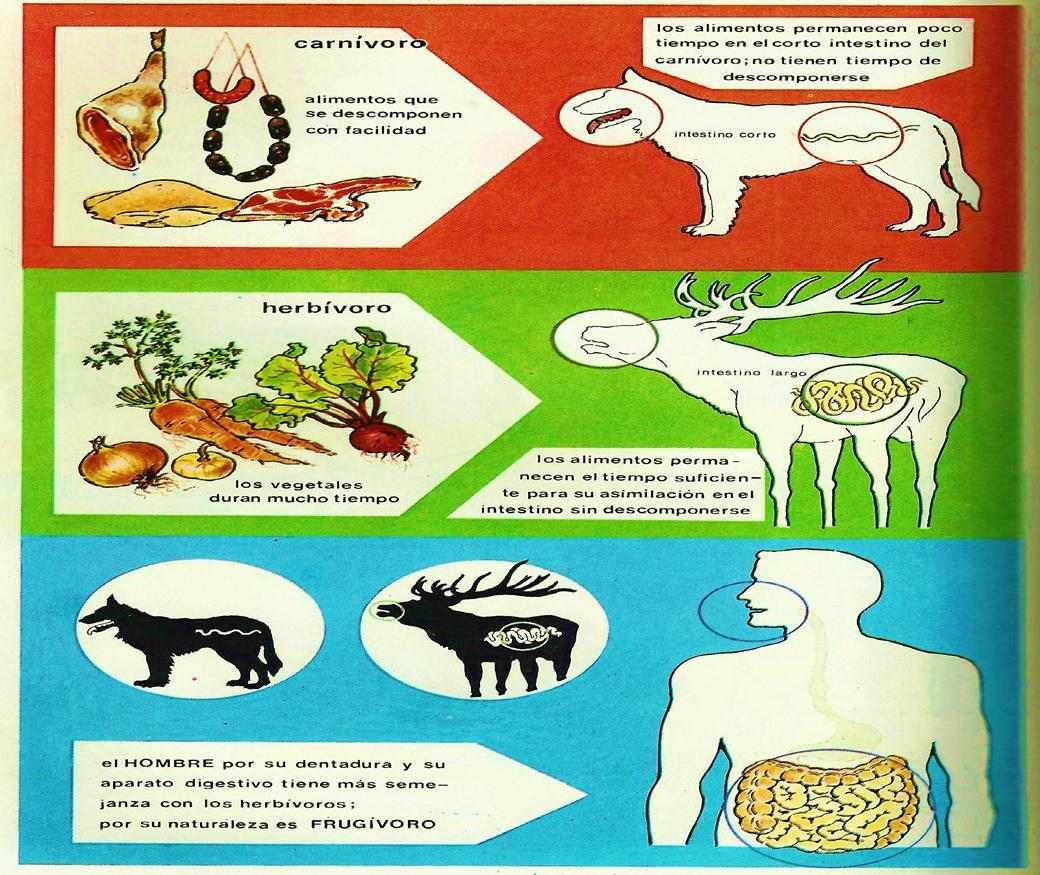 carnívoro
alimentos que
se descomponen
con facilidad
los alimentos permanecen poco
tiempo en el corto intestino del
carnívoro; no tienen tiempo de
descomponerse
intestino corto
herbívoro
los vegetales
duran mucho tiempo
intestino largo
los alimentos perma-
necen el tiempo suficien-
te para su asimilación en el
intestino sin descomponerse
el HOMBRE por su dentadura y su
aparato digestivo tiene más seme-
janza con los herbívoros;
por su naturaleza es FRUGÍVORO